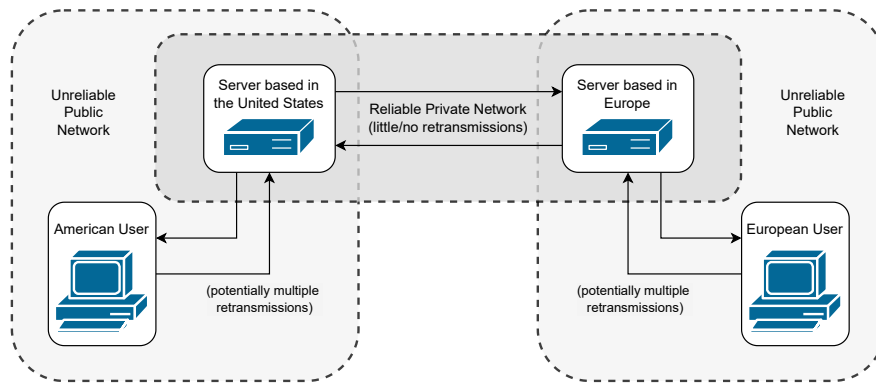 Unreliable
Public
Network
Server based in
the United States
Reliable Private Network
(little/no retransmissions)
Server based in
Europe
Unreliable
Public
Network
American User
(potentially multiple
retransmissions)
(potentially multiple
retransmissions)
European User